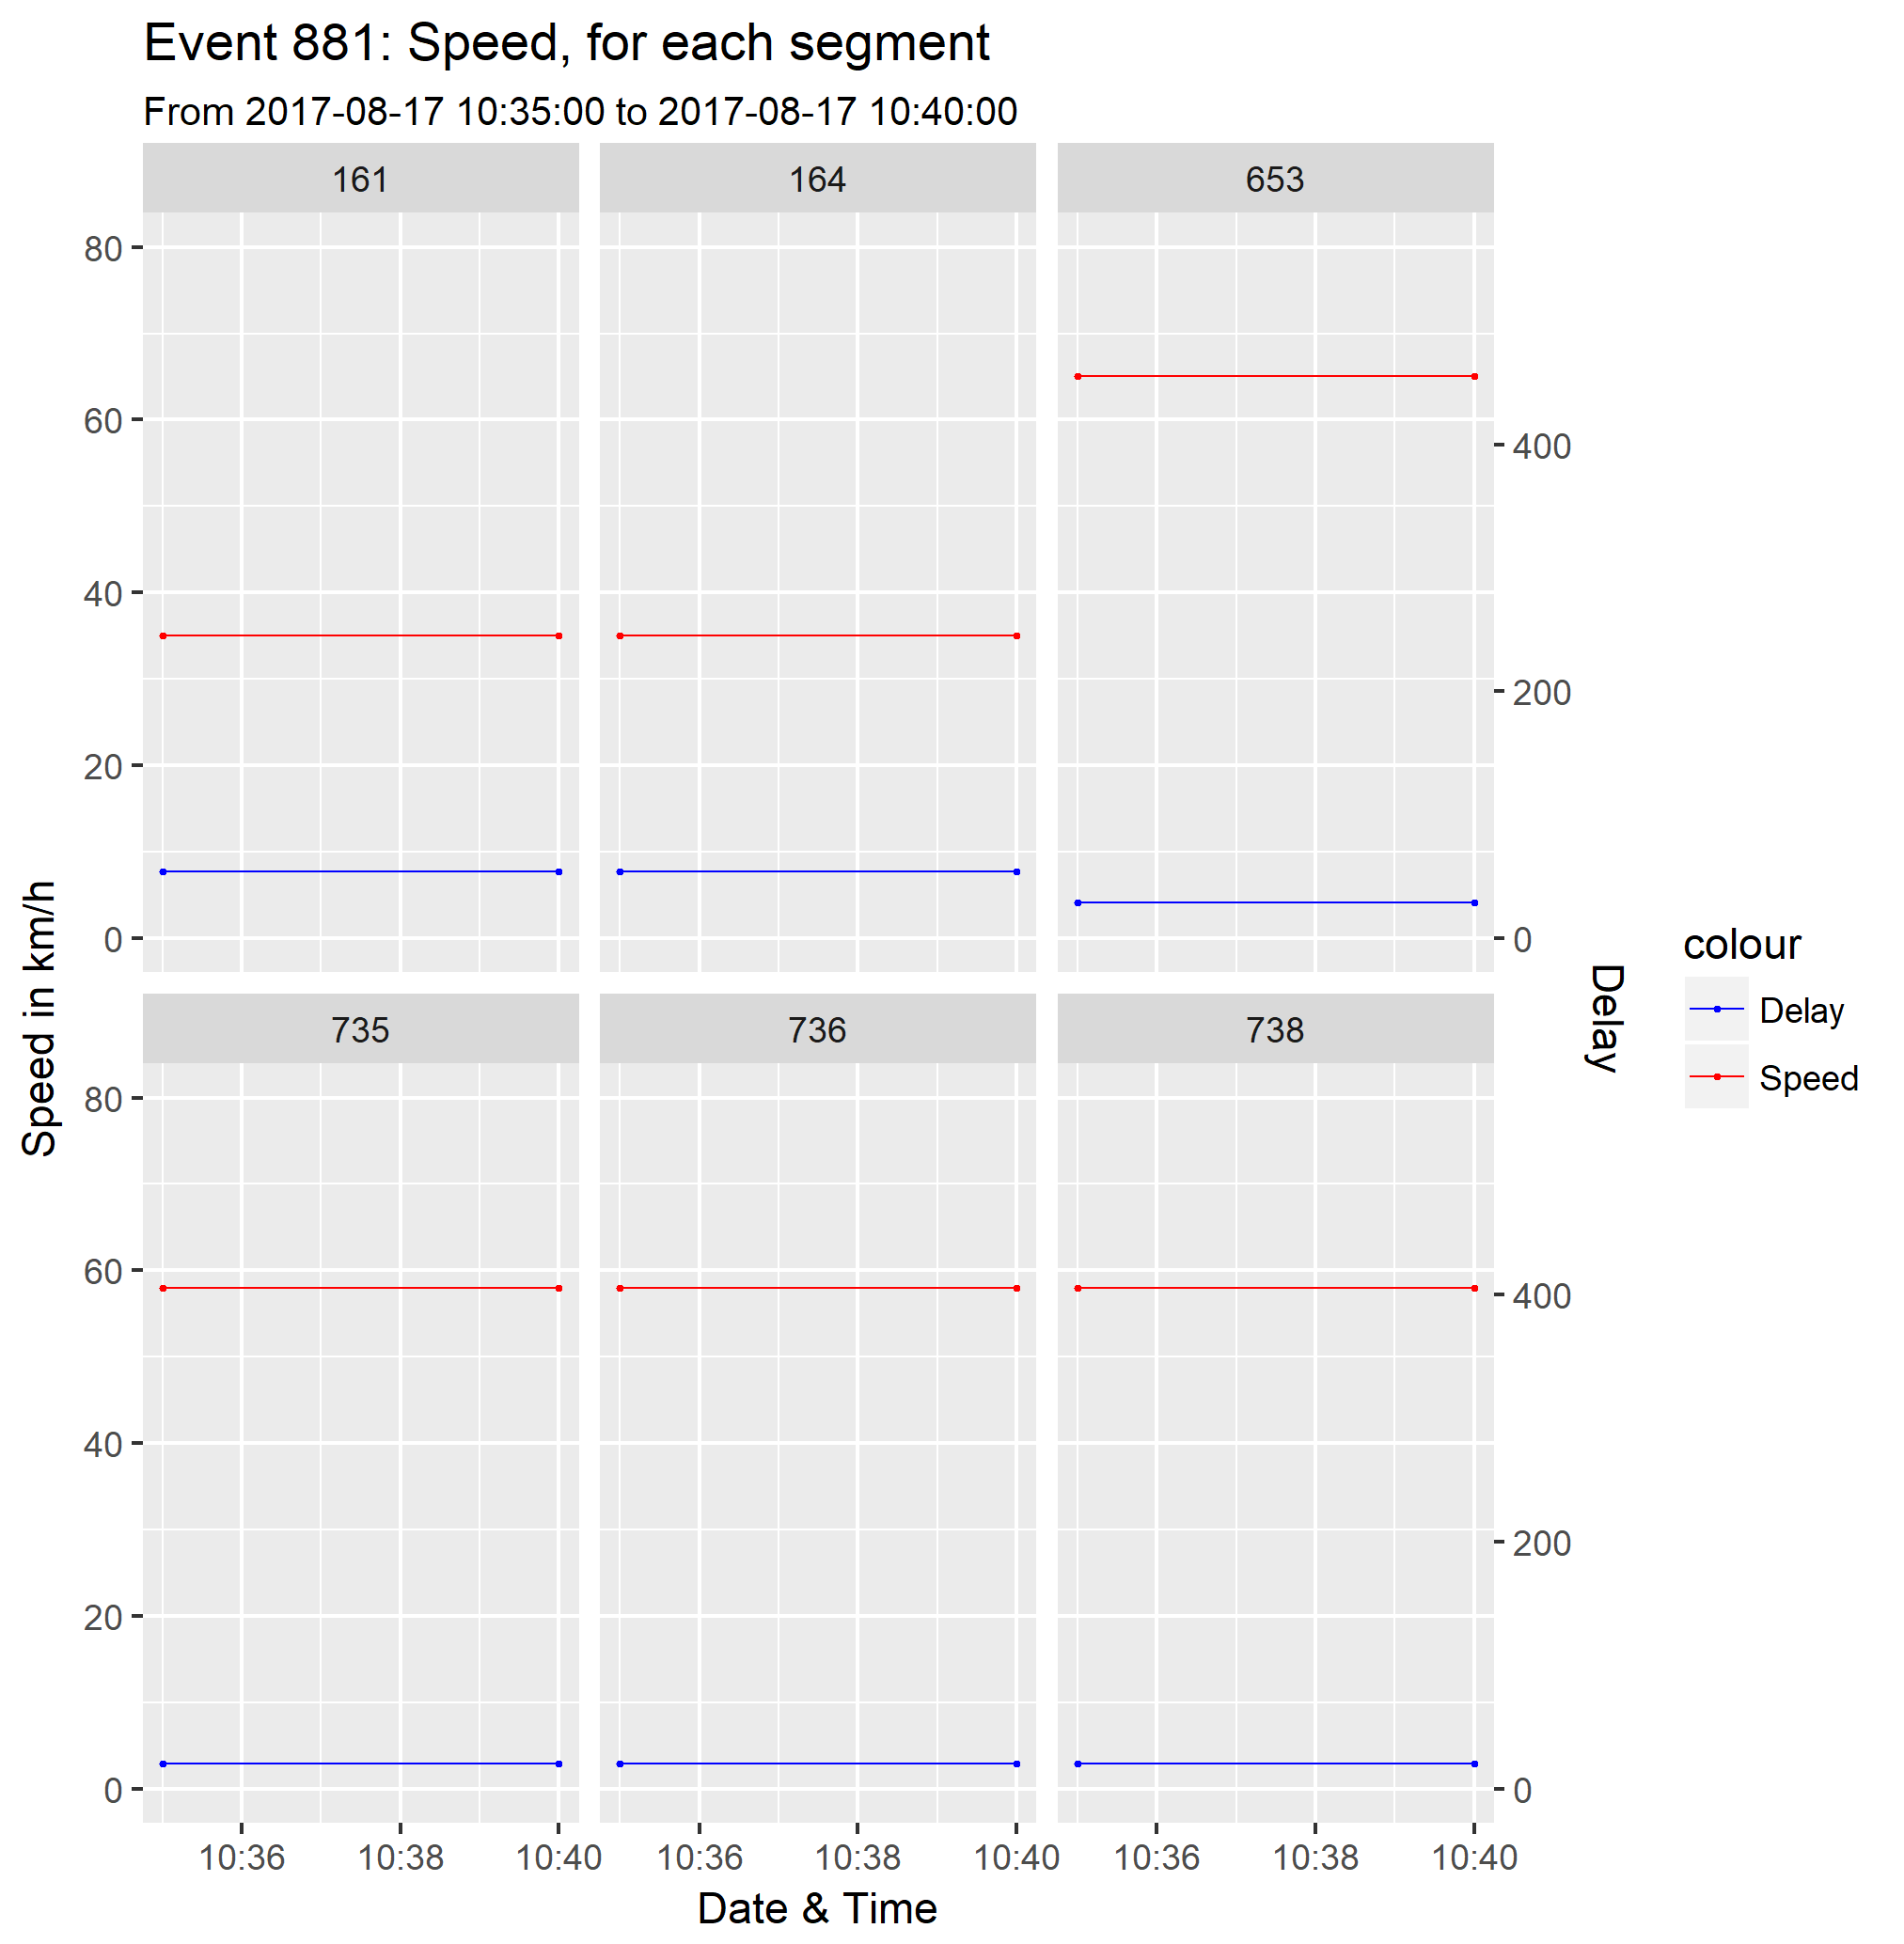 Event 881: Speed, for each segment
From 2017-08-17 10:35:00 to 2017-08-17 10:40:00
161 164 653
80
60
40
20
0
400
200
0
735 736 738
80
60
40
20
0
400
200
0
10:36 10:38 10:40 10:36 10:38 10:40 10:36 10:38 10:40
Date & Time
Speed in km/h
Delay
colour
Delay
Speed